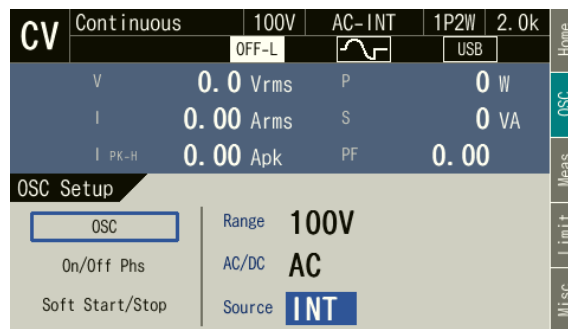 CV Continuous 100V AC-INT 1P2W 2.0k
OFF-L USB
V 0.0 Vrms P 0 W
I 0.00 Arms S 0 VA
I PK-H 0.00 Apk PF 0.00
OSC Setup
OSC
On/Off Phs
Soft Start/Stop
Range 100V
AC/DC AC
Source INT
Home
OSC
Meas
Limit
Misc